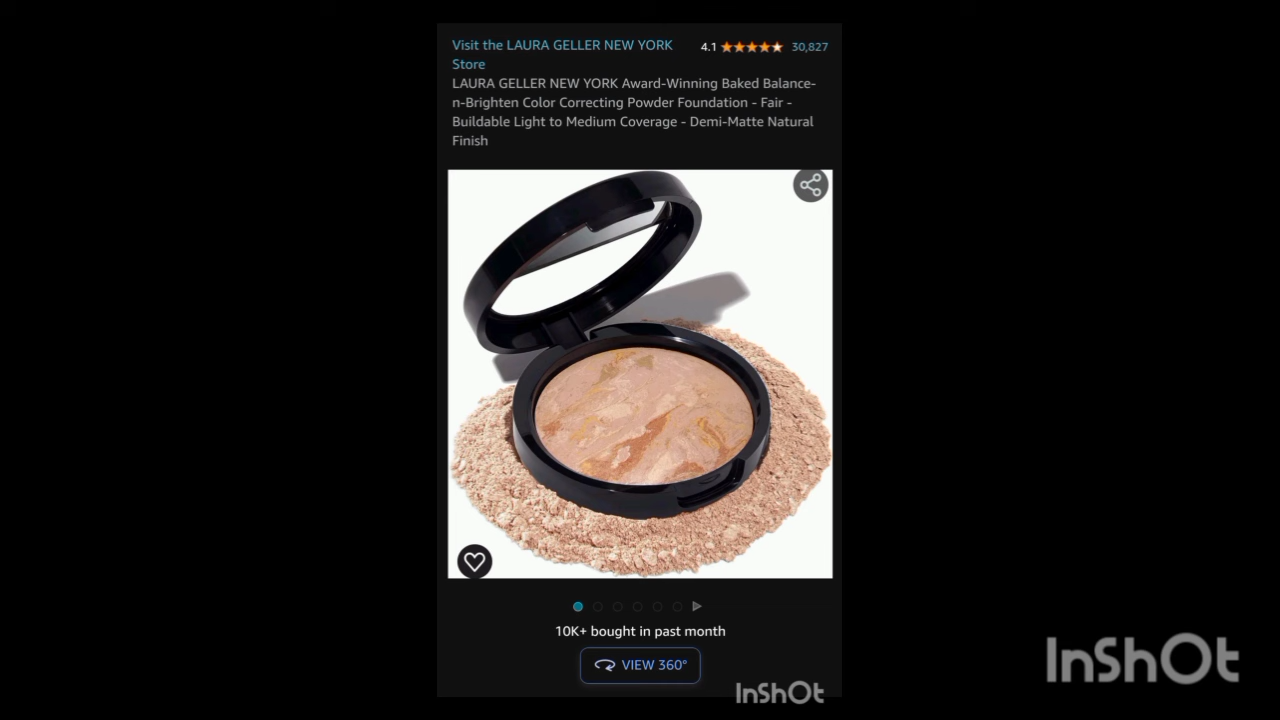 Visit the LAURA GELLER NEW YORK
Store
4.1 30,827
LAURA GELLER NEW YORK Award-Winning Baked Balance-
n-Brighten Color Correcting Powder Foundation - Fair -
Buildable Light to Medium Coverage - Demi-Matte Natural
Finish
10K+ bought in past month
VIEW 360°
InShOt
InShOt